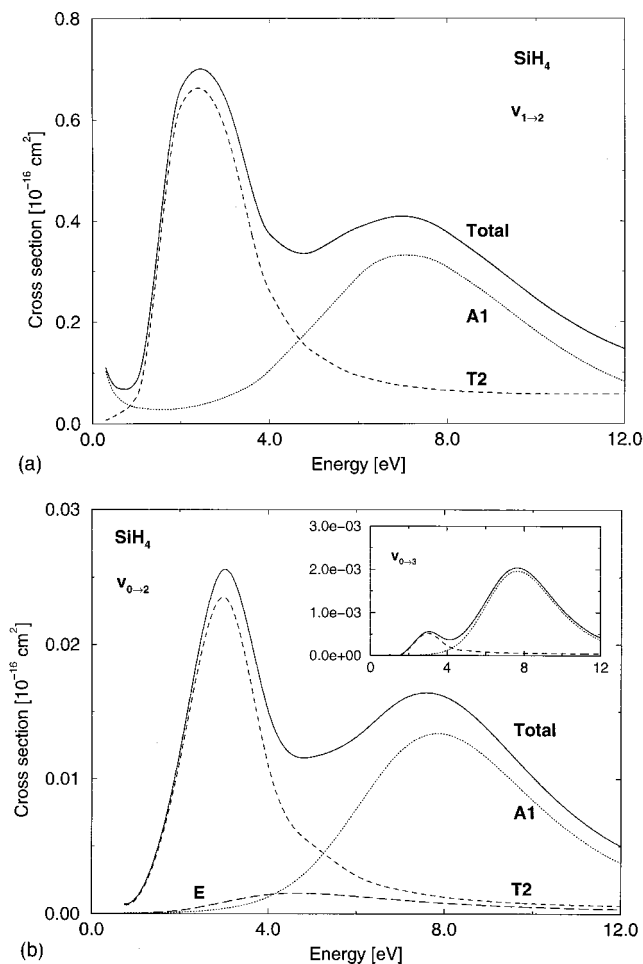 0.8
SiH4
v1→2
0.6
Cross section [10−16 cm2]
0.4
Total
A1
0.2
T2
0.0
0.0 4.0 8.0 12.0
(a) Energy [eV]
0.03
SiH4
v0→2
3.0e−03
v0→3
2.0e−03
1.0e−03
0.0e+00
0 2 4 6 8 10 12
0.02
Cross section [10−16 cm2]
Total
0.01
A1
E
T2
0.00
0.0 4.0 8.0 12.0
(b) Energy [eV]